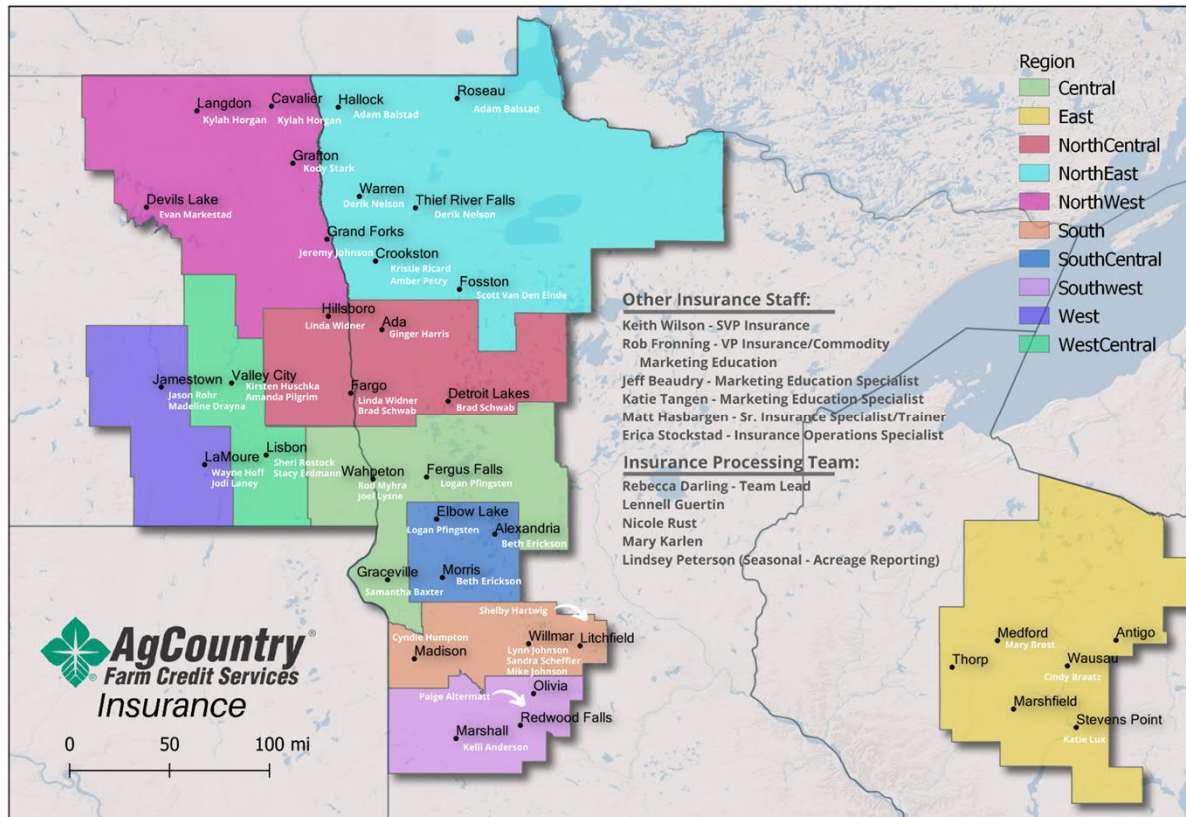 Region
Central
East
NorthCentral
NorthEast
NorthWest
South
SouthCentral
Southwest
West
WestCentral
Langdon
Kylah Horgan
Cavalier
Kylah Horgan
Hallock
Adam Balstad
Roseau
Adam Balstad
Grafton
Kody Stark
Warren
Derik Nelson
Thief River Falls
Derik Nelson
Devils Lake
Evan Markestad
Grand Forks
Jeremy Johnson
Crookston
Kristie Ricard
Amber Petry
Fosston
Scott Van Den Einde
Hillsboro
Linda Widner
Ada
Ginger Harris
Jamestown
Jason Rohr
Madeline Drayna
Valley City
Kirsten Huschka
Amanda Pilgrim
Fargo
Linda Widner
Brad Schwab
Detroit Lakes
Brad Schwab
LaMoure
Wayne Hoff
Jodi Laney
Lisbon
Sheri Rostock
Stacy Erdmann
Wahpeton
Rod Myhra
Joel Lysne
Fergus Falls
Logan Pfingsten
Elbow Lake
Logan Pfingsten
Alexandria
Beth Erickson
Graceville
Samantha Baxter
Morris
Beth Erickson
Shelby Hartwig
Cyndie Humpton
Madison
Willmar
Lynn Johnson
Sandra Scheffler
Mike Johnson
Litchfield
Paige Altermatt
Olivia
Redwood Falls
Marshall
Kelli Anderson
Other Insurance Staff:
Keith Wilson - SVP Insurance
Rob Fronning - VP Insurance/Commodity
Marketing Education
Jeff Beaudry - Marketing Education Specialist
Katie Tangen - Marketing Education Specialist
Matt Hasbargen - Sr. Insurance Specialist/Trainer
Erica Stockstad - Insurance Operations Specialist
Insurance Processing Team:
Rebecca Darling - Team Lead
Lennell Guertin
Nicole Rust
Mary Karlen
Lindsey Peterson (Seasonal - Acreage Reporting)
Medford
Mary Brost
Antigo
Thorp
Wausau
Cindy Braatz
Marshfield
Stevens Point
Katie Lux
AgCountry®
Farm Credit Services
Insurance
0 50 100 mi